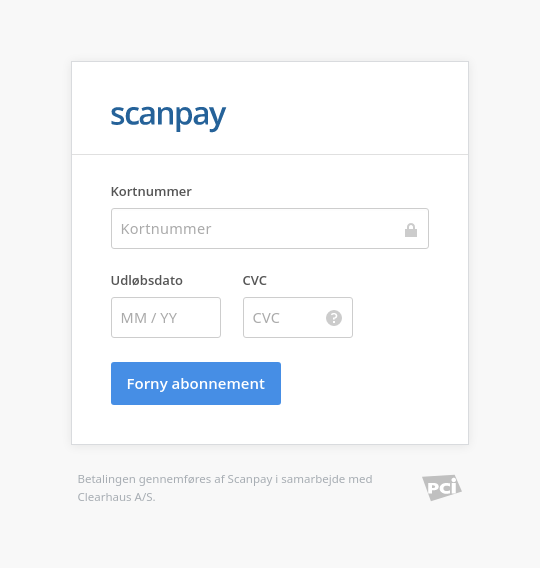 scanpay
Kortnummer
Kortnummer
Udløbsdato CVC
MM / YY CVC ?
Forny abonnement
Betalingen gennemføres af Scanpay i samarbejde med
Clearhaus A/S.
PCi